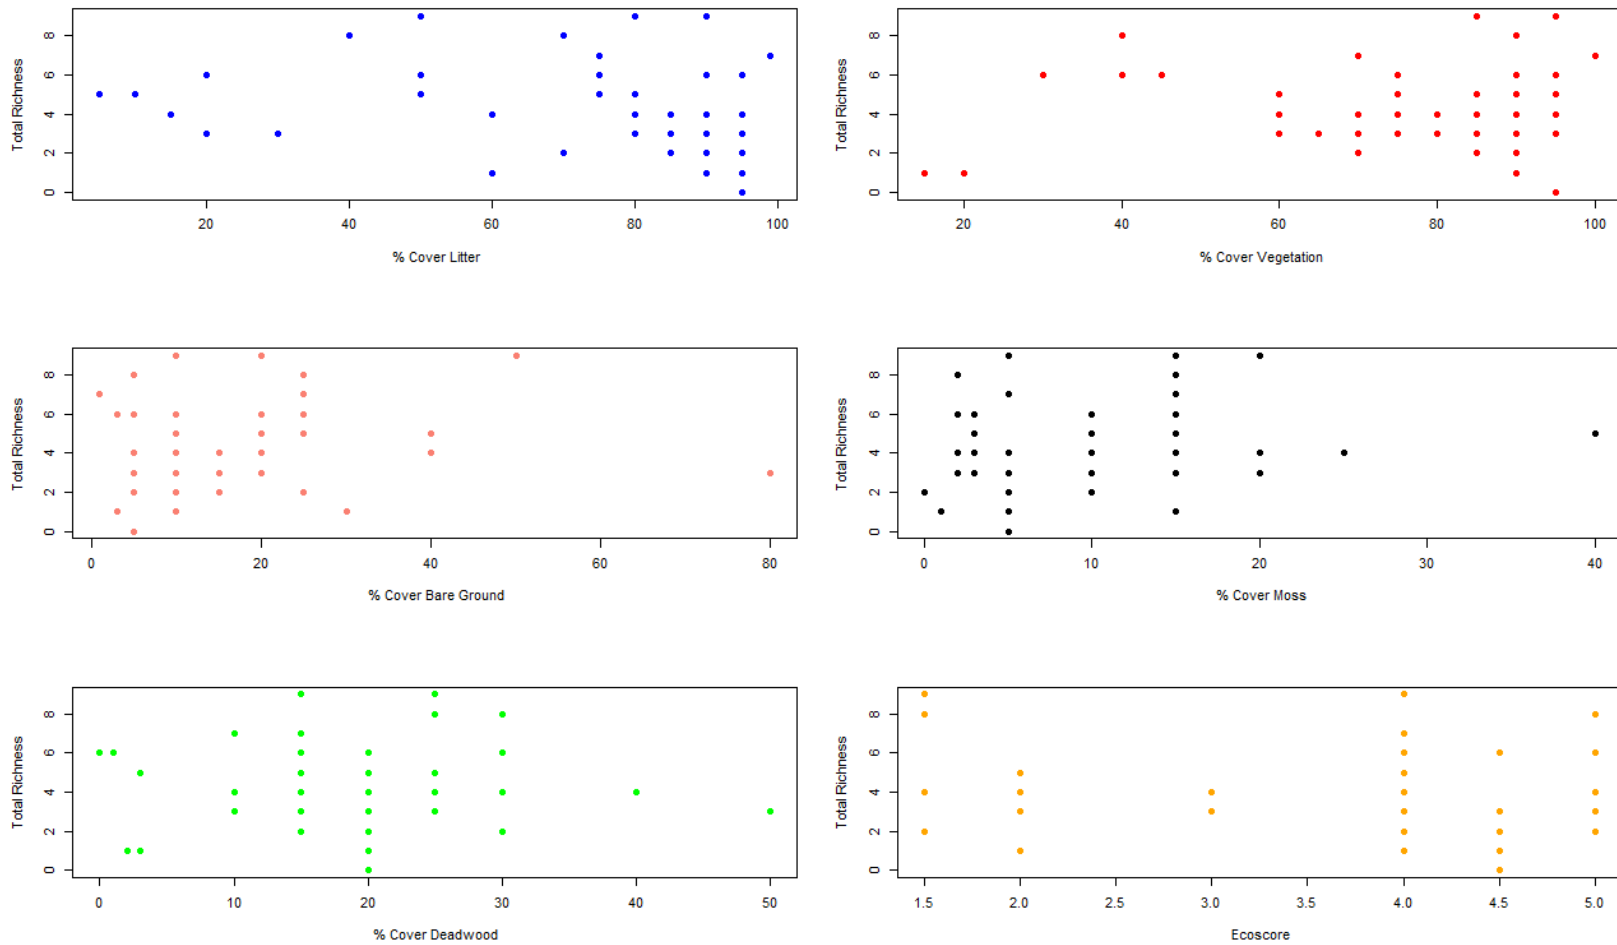 Total Richness
0 2 4 6 8
20 40 60 80 100
% Cover Litter
Total Richness
0 2 4 6 8
20 40 60 80 100
% Cover Vegetation
Total Richness
0 2 4 6 8
0 20 40 60 80
% Cover Bare Ground
Total Richness
0 2 4 6 8
0 10 20 30 40
% Cover Moss
Total Richness
0 2 4 6 8
0 10 20 30 40 50
% Cover Deadwood
Total Richness
0 2 4 6 8
1.5 2.0 2.5 3.0 3.5 4.0 4.5 5.0
Ecoscore